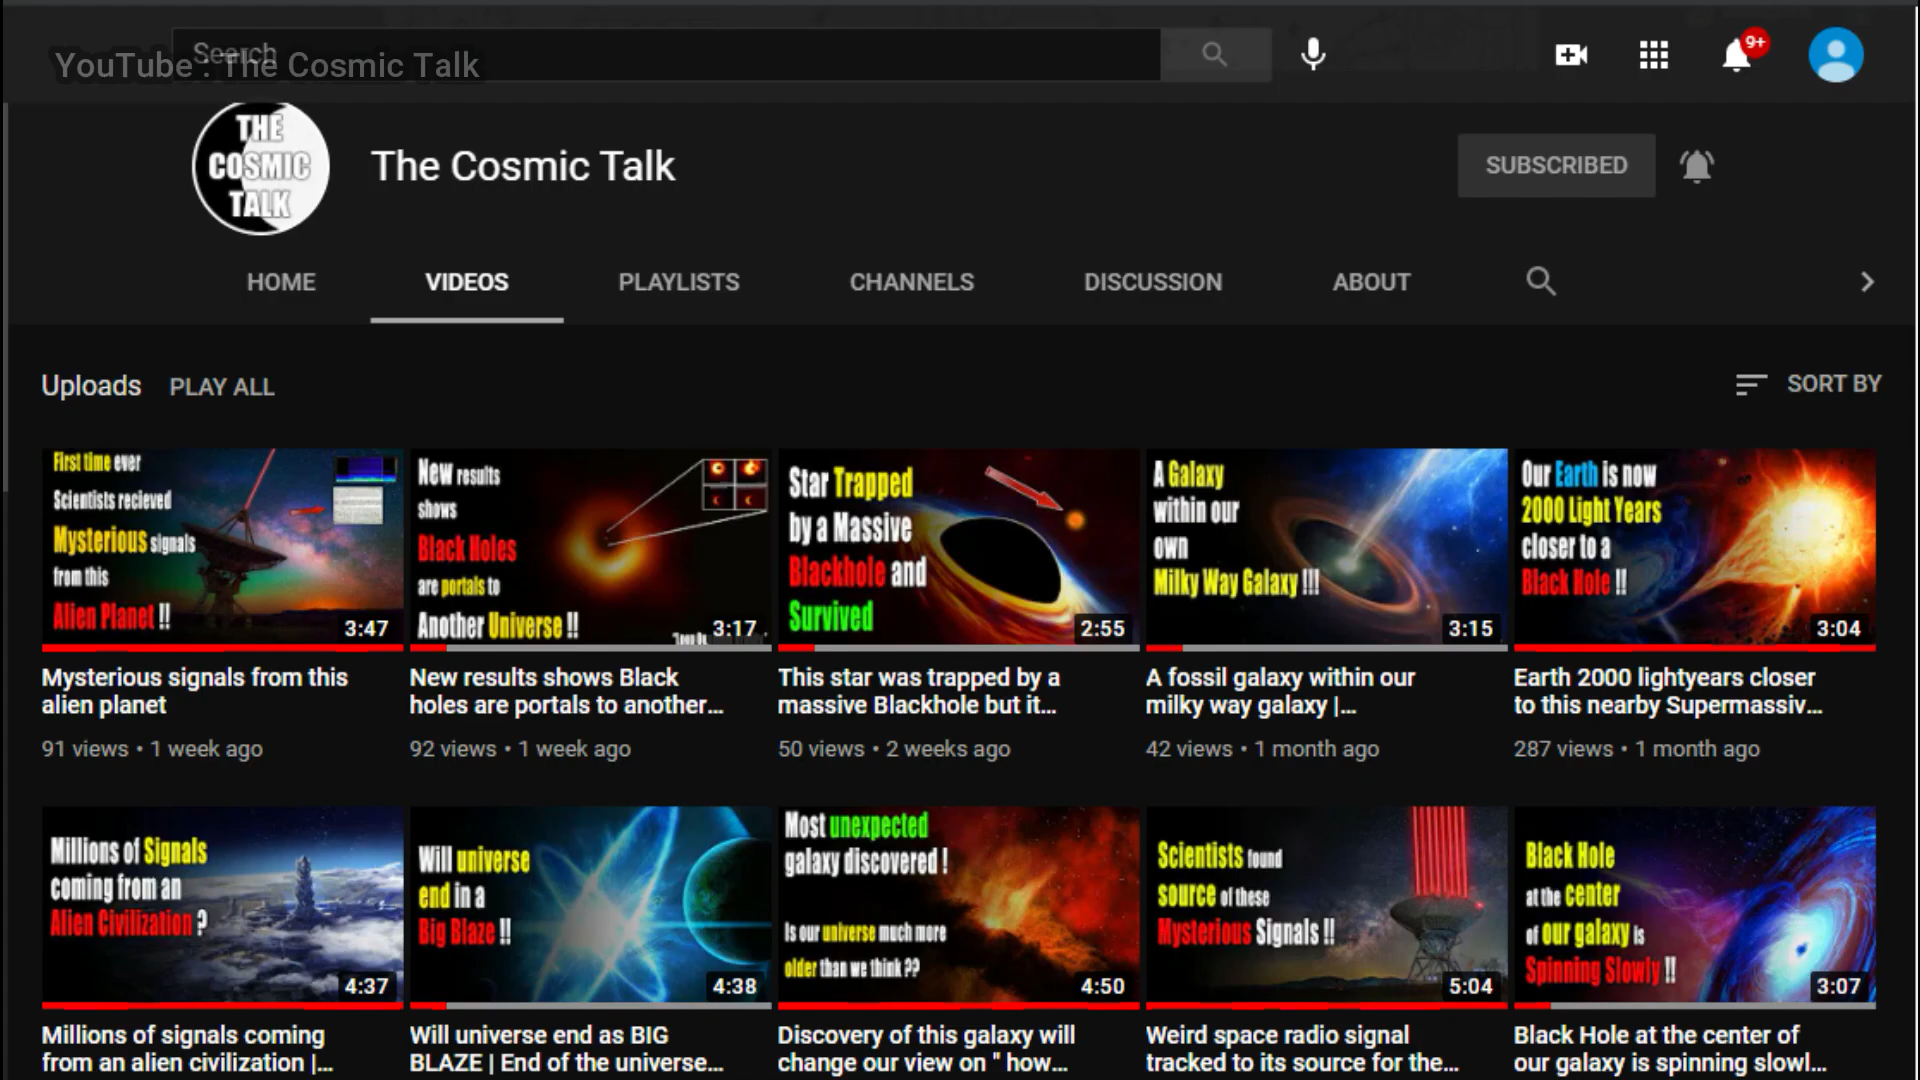 Search
YouTube : The Cosmic Talk
9+
THE
COSMIC
TALK
The Cosmic Talk
SUBSCRIBED
HOME VIDEOS PLAYLISTS CHANNELS DISCUSSION ABOUT
Uploads PLAY ALL SORT BY
First time ever
Scientists recieved
Mysterious signals
from this
Alien Planet !!
3:47
New results
shows
Black Holes
are portals to
Another Universe !!
3:17
Star Trapped
by a Massive
Blackhole and
Survived
2:55
A Galaxy
within our
own
Milky Way Galaxy !!!
3:15
Our Earth is now
2000 Light Years
closer to a
Black Hole !!
3:04
Mysterious signals from this
alien planet
91 views • 1 week ago
New results shows Black
holes are portals to another...
92 views • 1 week ago
This star was trapped by a
massive Blackhole but it...
50 views • 2 weeks ago
A fossil galaxy within our
milky way galaxy |...
42 views • 1 month ago
Earth 2000 lightyears closer
to this nearby Supermassiv...
287 views • 1 month ago
Millions of Signals
coming from an
Alien Civilization ?
4:37
Will universe
end in a
Big Blaze !!
4:38
Most unexpected
galaxy discovered !
Is our universe much more
older than we think ??
4:50
Scientists found
source of these
Mysterious Signals !!
5:04
Black Hole
at the center
of our galaxy is
Spinning Slowly !!
3:07
Millions of signals coming
from an alien civilization |...
Will universe end as BIG
BLAZE | End of the universe...
Discovery of this galaxy will
change our view on " how...
Weird space radio signal
tracked to its source for the...
Black Hole at the center of
our galaxy is spinning slowl...